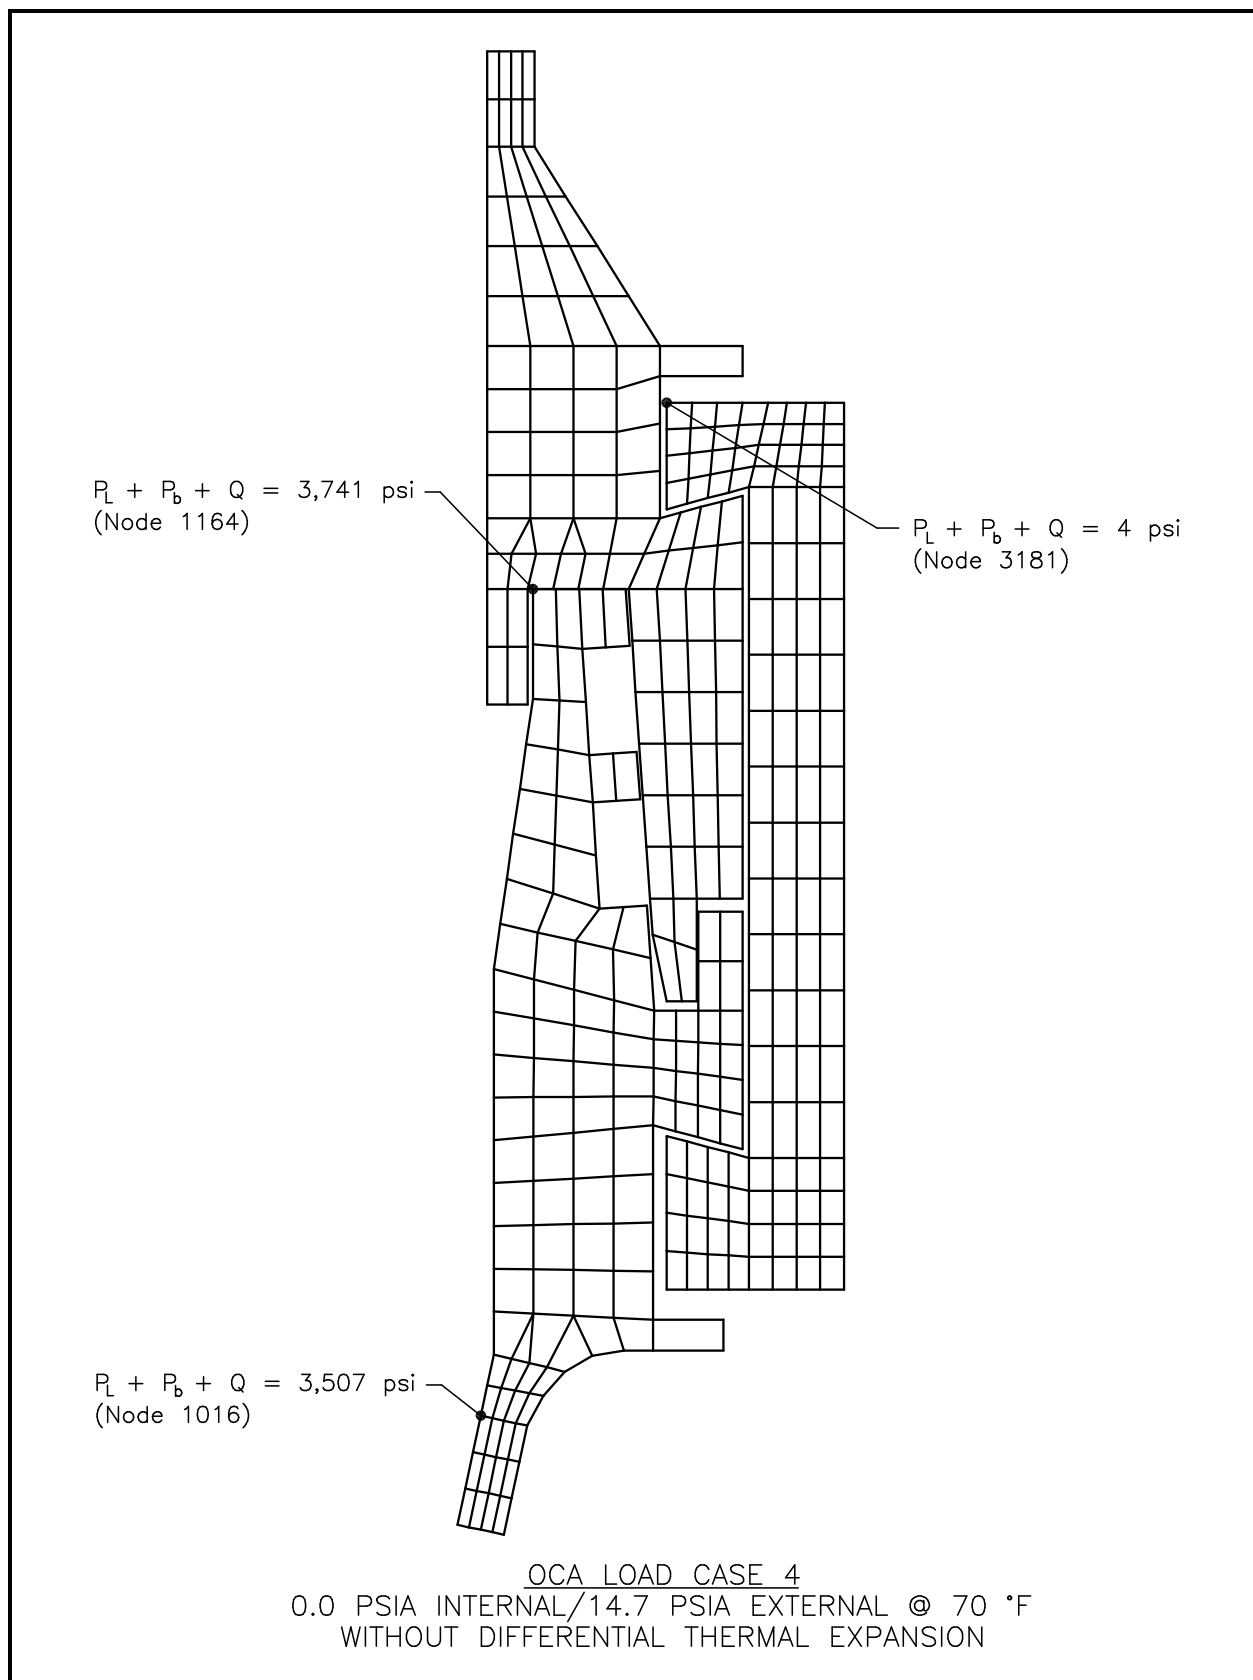 P_L + P_b + Q = 3,741 psi
(Node 1164)
P_L + P_b + Q = 4 psi
(Node 3181)
P_L + P_b + Q = 3,507 psi
(Node 1016)
OCA LOAD CASE 4
0.0 PSIA INTERNAL/14.7 PSIA EXTERNAL @ 70 °F
WITHOUT DIFFERENTIAL THERMAL EXPANSION